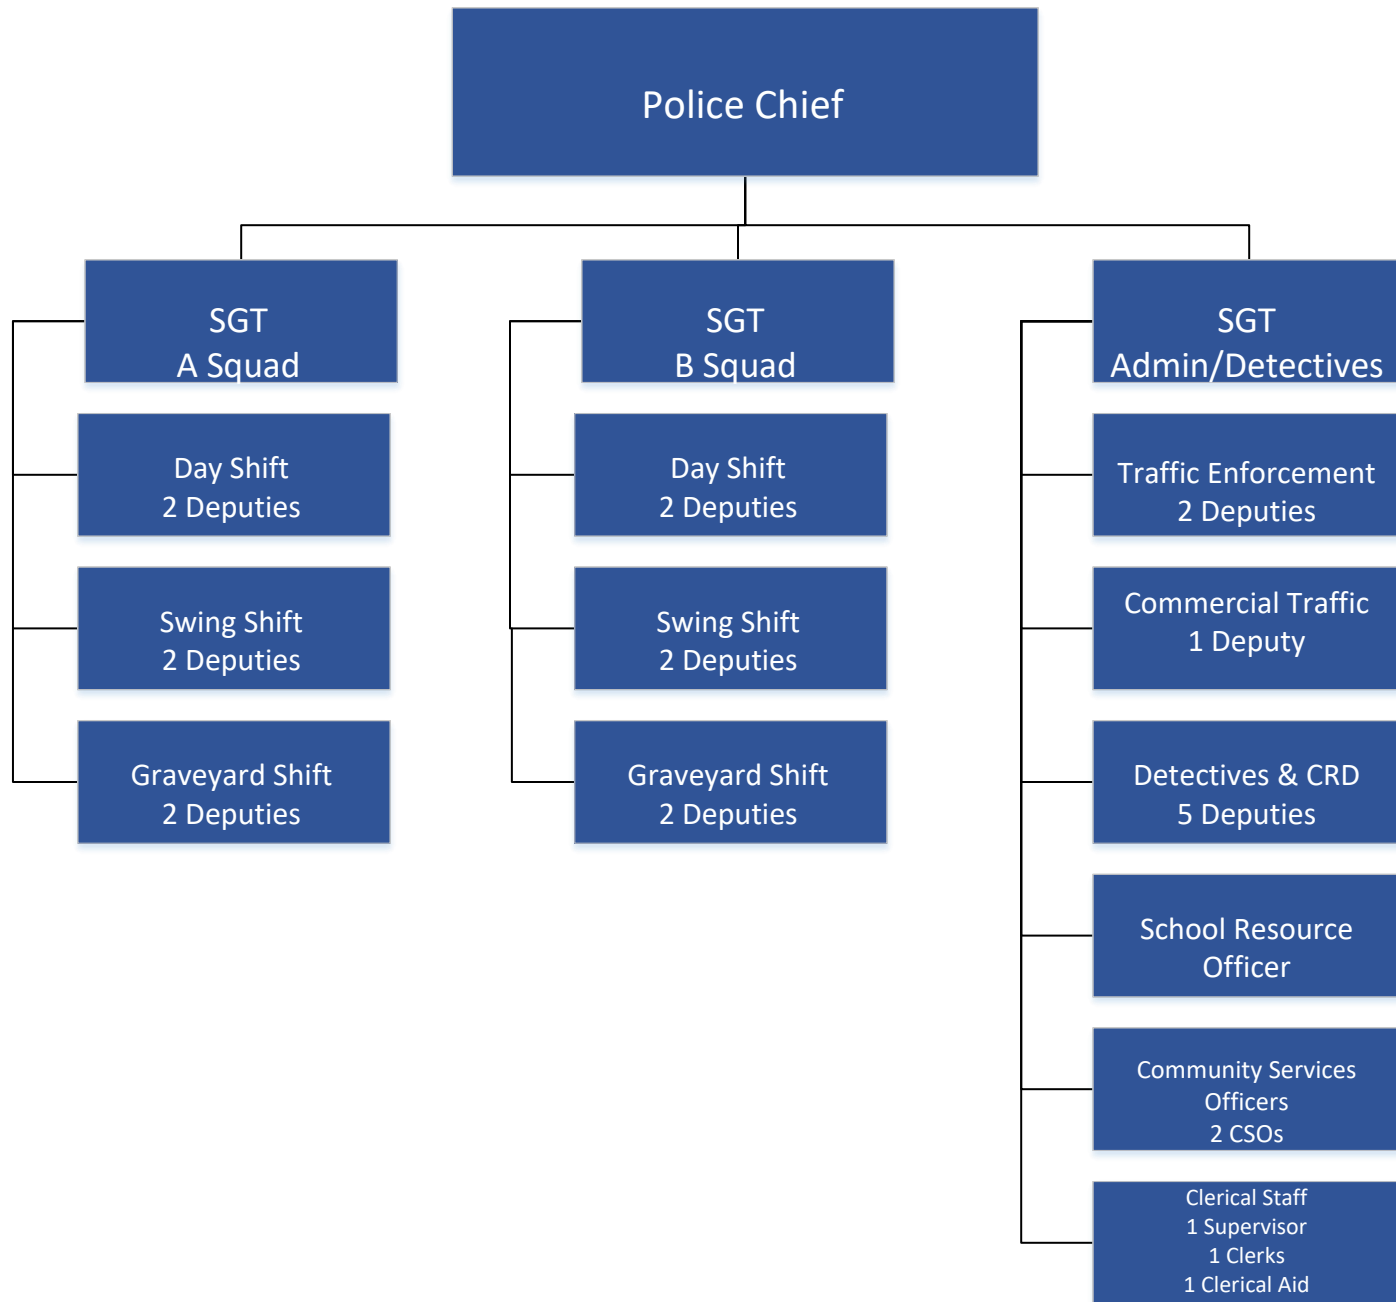 Police Chief
SGT
A Squad
Day Shift
2 Deputies
Swing Shift
2 Deputies
Graveyard Shift
2 Deputies
SGT
B Squad
Day Shift
2 Deputies
Swing Shift
2 Deputies
Graveyard Shift
2 Deputies
SGT
Admin/Detectives
Traffic Enforcement
2 Deputies
Commercial Traffic
1 Deputy
Detectives & CRD
5 Deputies
School Resource
Officer
Community Services
Officers
2 CSOs
Clerical Staff
1 Supervisor
1 Clerks
1 Clerical Aid